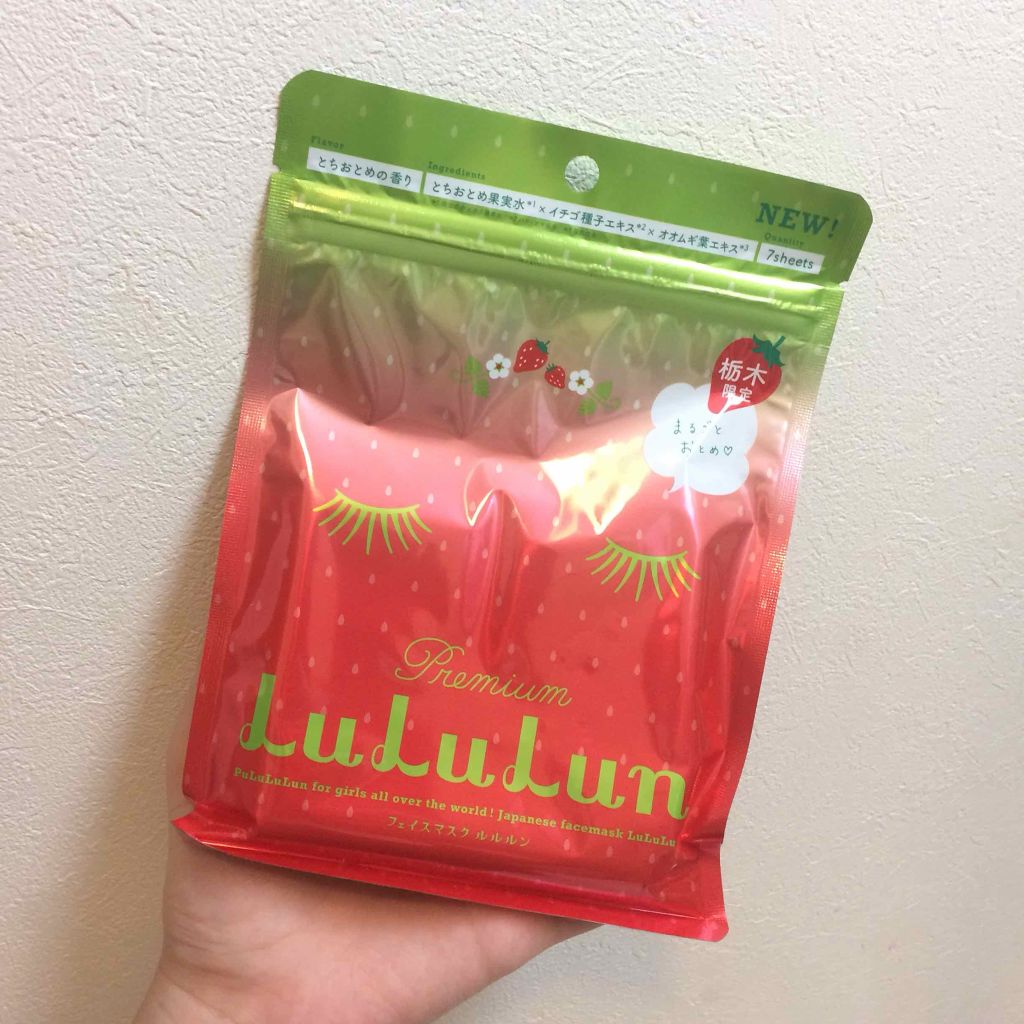 Flavor
とちおとめの香り
Ingredients
とちおとめ果実水*1 × イチゴ種子エキス*2 × オオムギ葉エキス*3
NEW!
Quantity
7sheets
栃木
限定
まるごと
おとめ♡
Premium
LuLuLun
PuLuLuLun for girls all over the world! Japanese facemask LuLuLu
フェイスマスク ルルルン